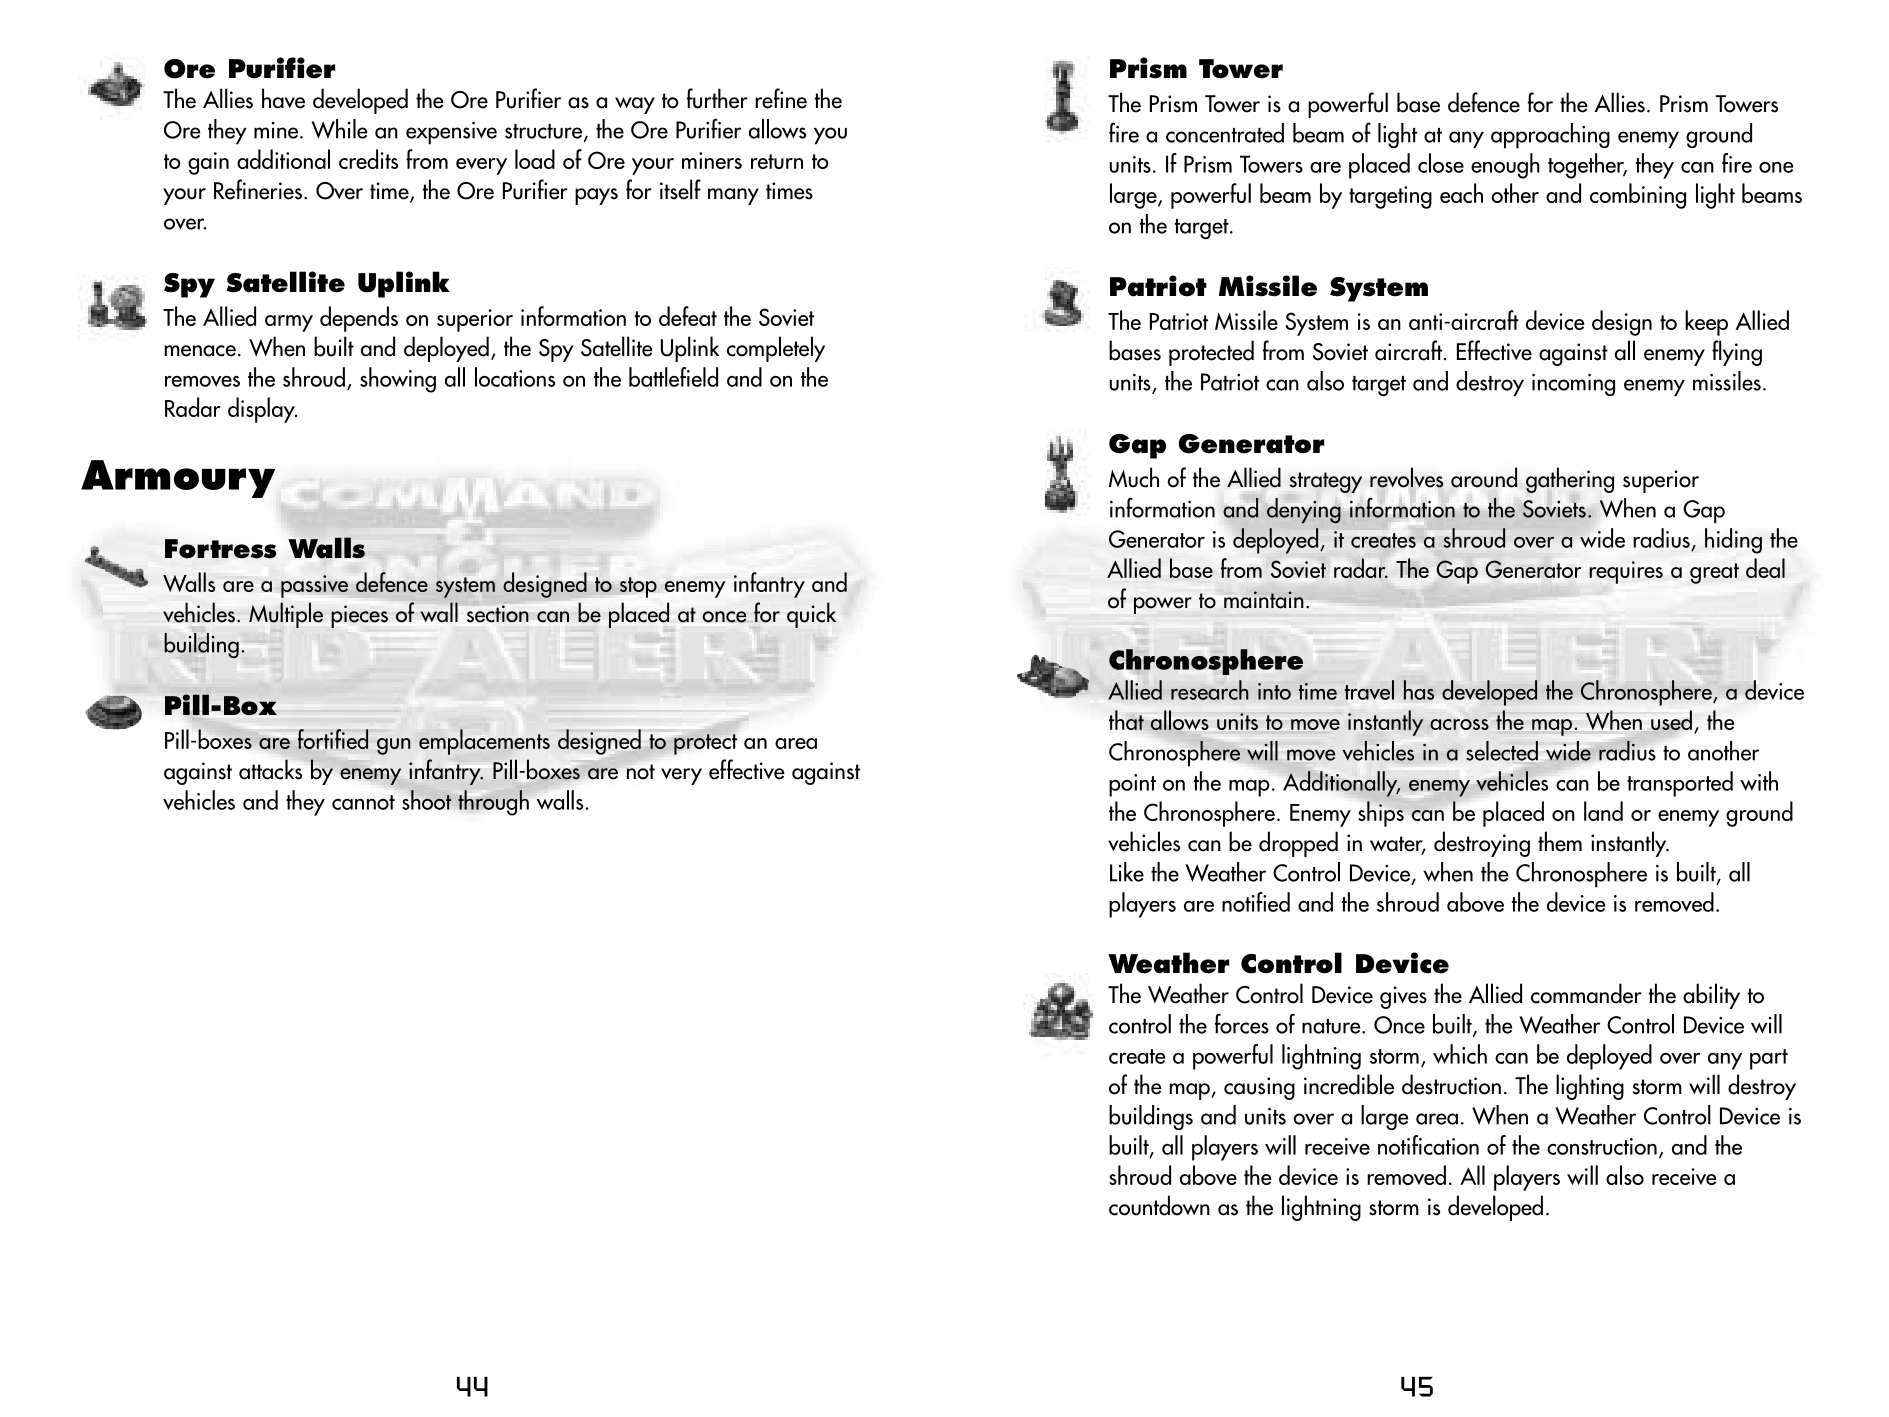 Ore Purifier
The Allies have developed the Ore Purifier as a way to further refine the
Ore they mine. While an expensive structure, the Ore Purifier allows you
to gain additional credits from every load of Ore your miners return to
your Refineries. Over time, the Ore Purifier pays for itself many times
over.
Spy Satellite Uplink
The Allied army depends on superior information to defeat the Soviet
menace. When built and deployed, the Spy Satellite Uplink completely
removes the shroud, showing all locations on the battlefield and on the
Radar display.
Armoury
COMMAND
&
CONQUER
RED ALERT
2
Fortress Walls
Walls are a passive defence system designed to stop enemy infantry and
vehicles. Multiple pieces of wall section can be placed at once for quick
building.
Pill-Box
Pill-boxes are fortified gun emplacements designed to protect an area
against attacks by enemy infantry. Pill-boxes are not very effective against
vehicles and they cannot shoot through walls.
44
Prism Tower
The Prism Tower is a powerful base defence for the Allies. Prism Towers
fire a concentrated beam of light at any approaching enemy ground
units. If Prism Towers are placed close enough together, they can fire one
large, powerful beam by targeting each other and combining light beams
on the target.
Patriot Missile System
The Patriot Missile System is an anti-aircraft device design to keep Allied
bases protected from Soviet aircraft. Effective against all enemy flying
units, the Patriot can also target and destroy incoming enemy missiles.
Gap Generator
Much of the Allied strategy revolves around gathering superior
information and denying information to the Soviets. When a Gap
Generator is deployed, it creates a shroud over a wide radius, hiding the
Allied base from Soviet radar. The Gap Generator requires a great deal
of power to maintain.
COMMAND
RED ALERT
Chronosphere
Allied research into time travel has developed the Chronosphere, a device
that allows units to move instantly across the map. When used, the
Chronosphere will move vehicles in a selected wide radius to another
point on the map. Additionally, enemy vehicles can be transported with
the Chronosphere. Enemy ships can be placed on land or enemy ground
vehicles can be dropped in water, destroying them instantly.
Like the Weather Control Device, when the Chronosphere is built, all
players are notified and the shroud above the device is removed.
Weather Control Device
The Weather Control Device gives the Allied commander the ability to
control the forces of nature. Once built, the Weather Control Device will
create a powerful lightning storm, which can be deployed over any part
of the map, causing incredible destruction. The lighting storm will destroy
buildings and units over a large area. When a Weather Control Device is
built, all players will receive notification of the construction, and the
shroud above the device is removed. All players will also receive a
countdown as the lightning storm is developed.
45